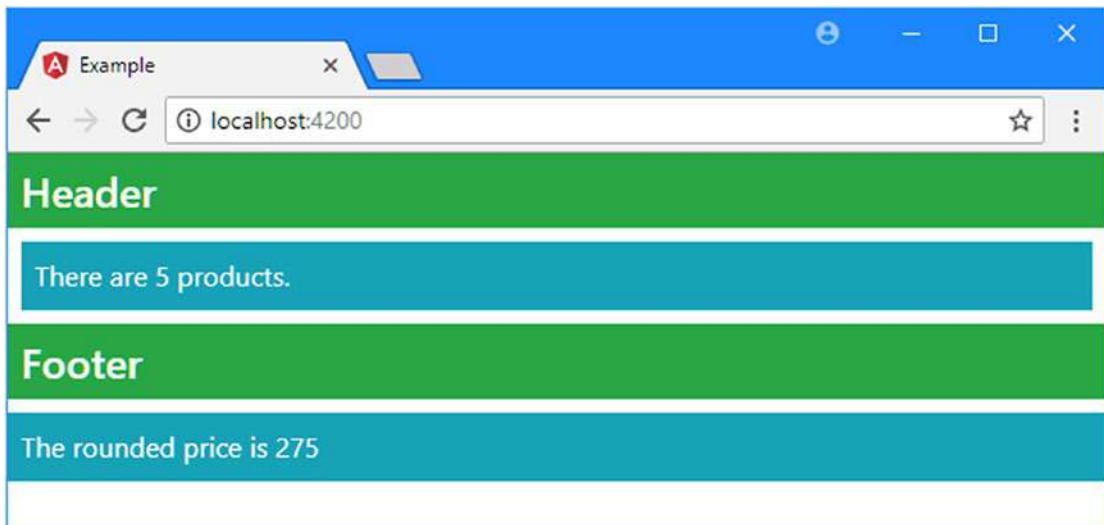 Example
localhost:4200
Header
There are 5 products.
Footer
The rounded price is 275